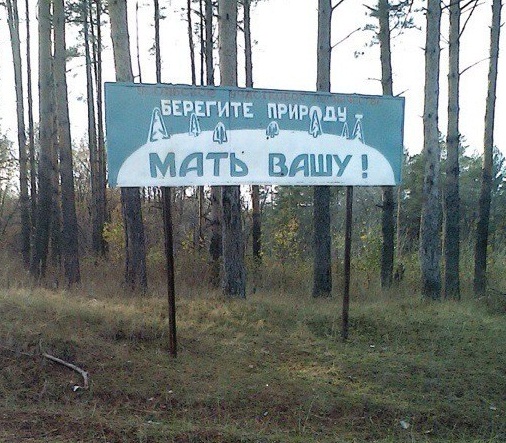 БЕРЕГИТЕ ПРИРОДУ
МАТЬ ВАШУ!